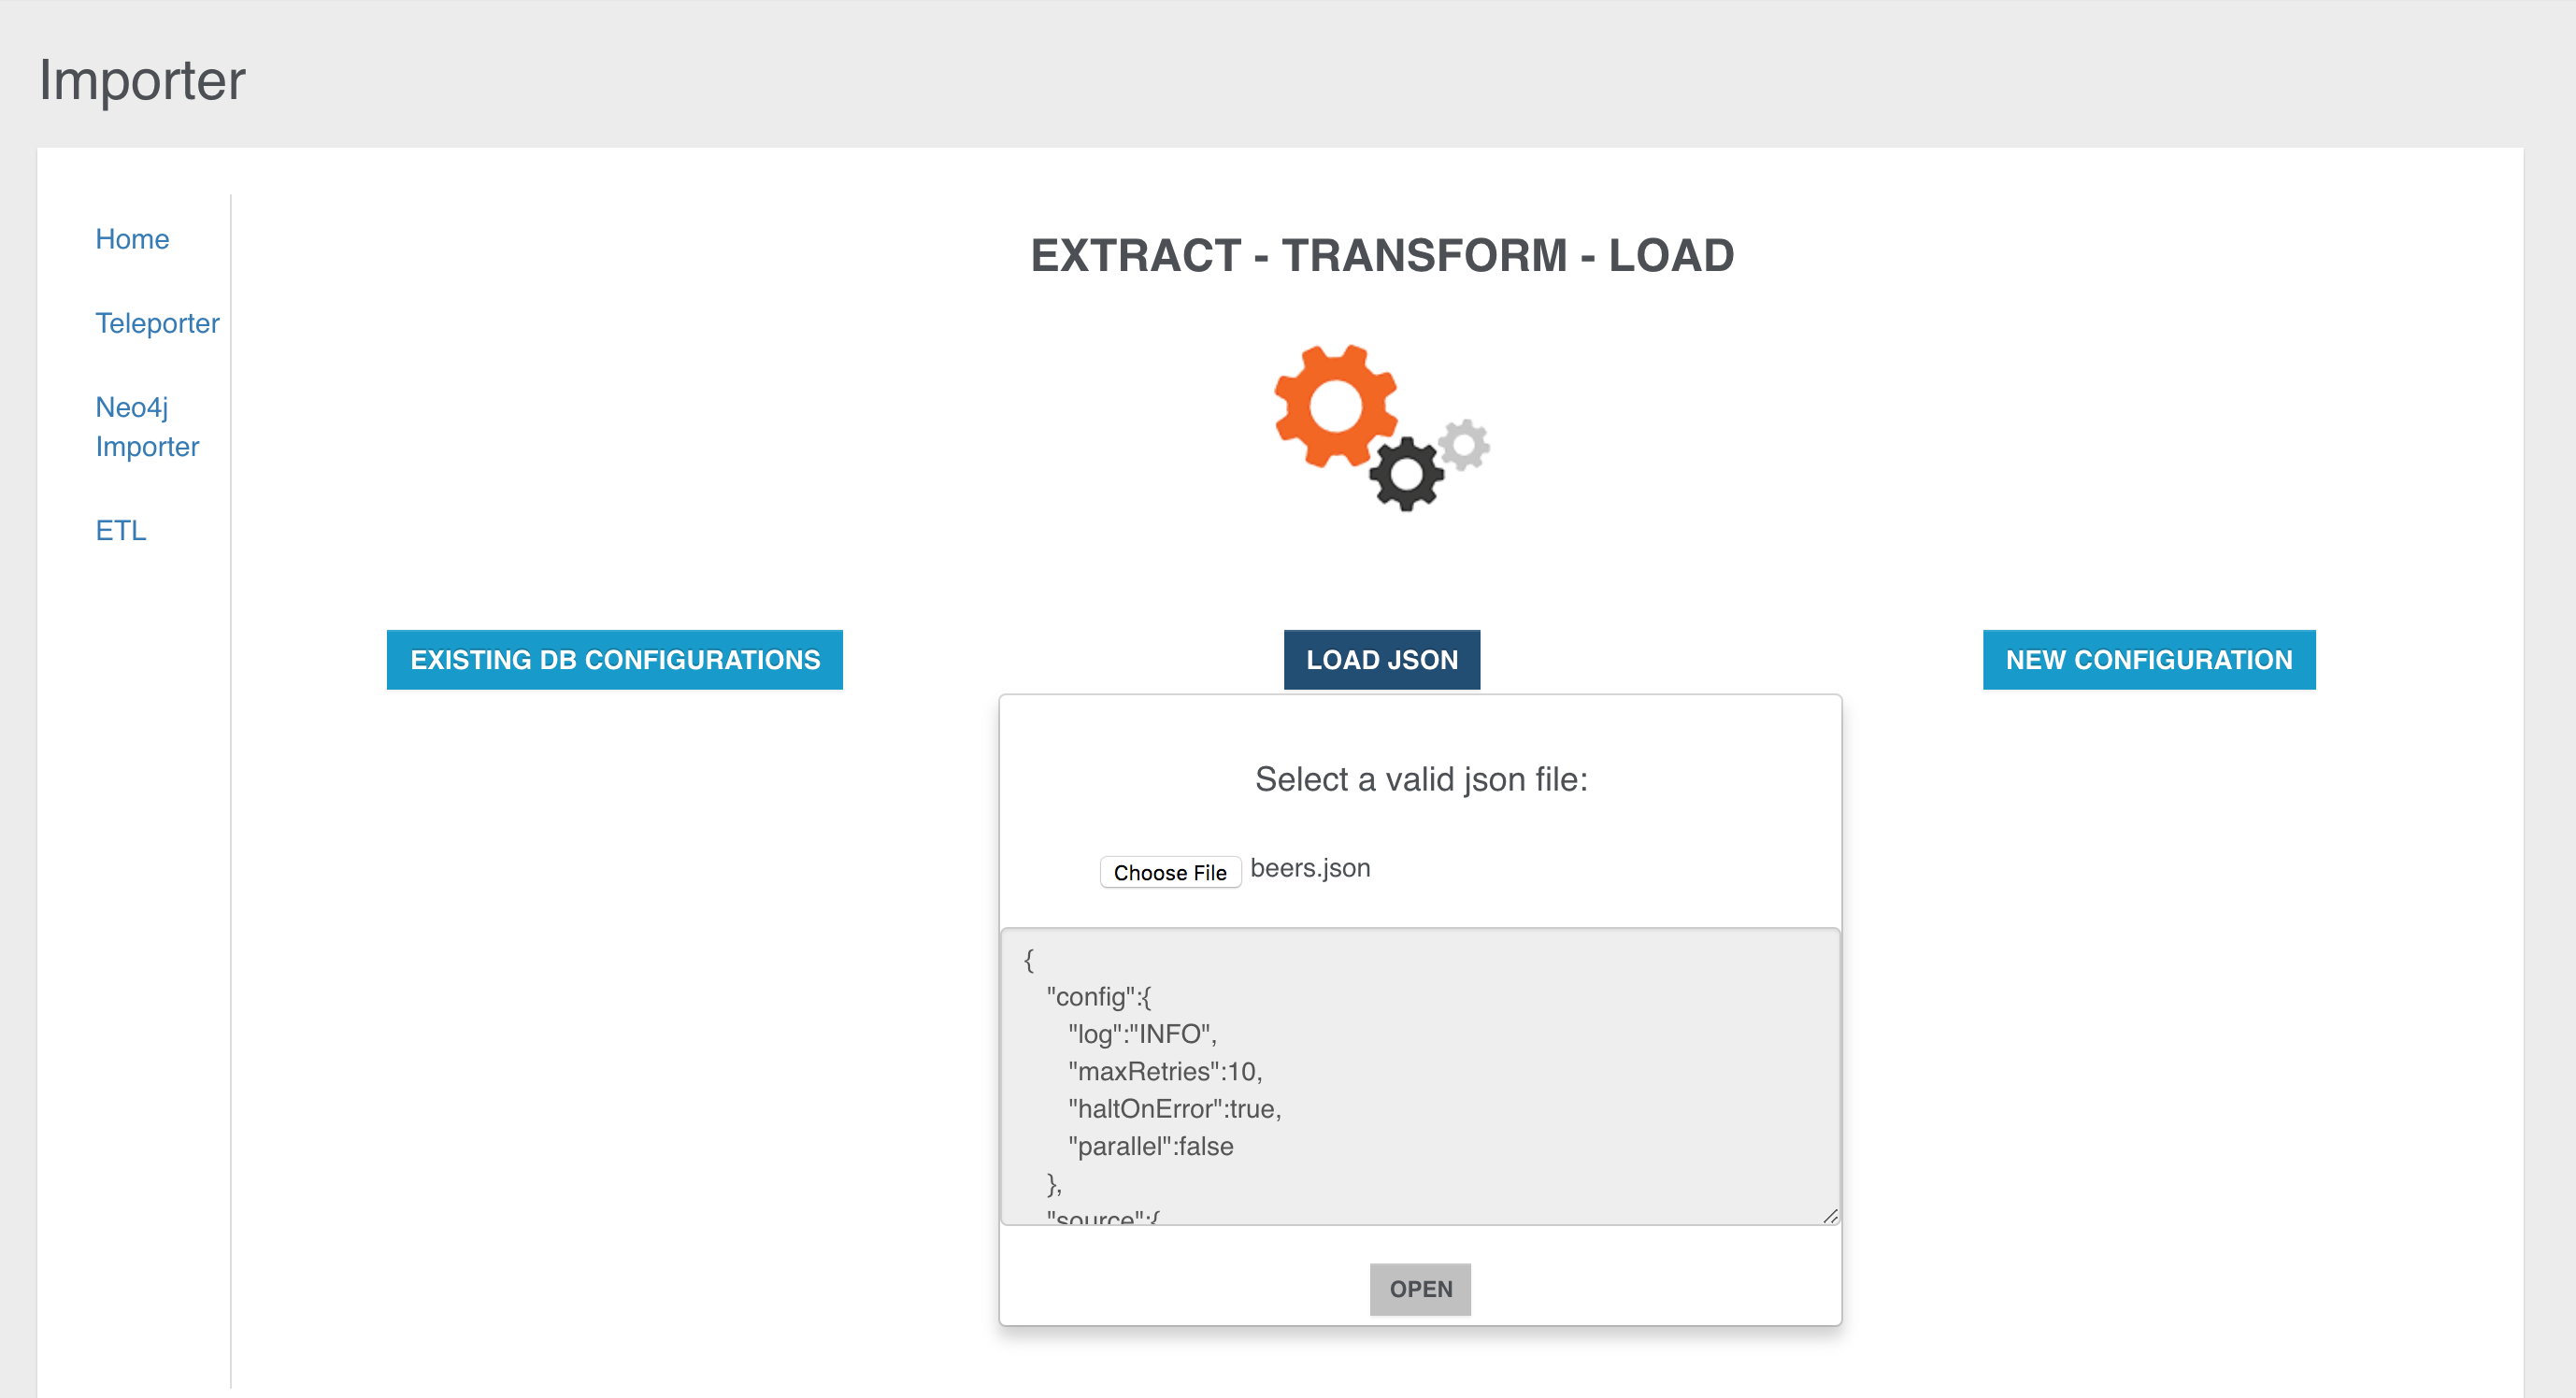 Importer
Home
Teleporter
Neo4j
Importer
ETL
EXTRACT - TRANSFORM - LOAD
EXISTING DB CONFIGURATIONS
LOAD JSON
NEW CONFIGURATION
Select a valid json file:
Choose File beers.json
{
"config":{
"log":"INFO",
"maxRetries":10,
"haltOnError":true,
"parallel":false
},
"source":{
OPEN